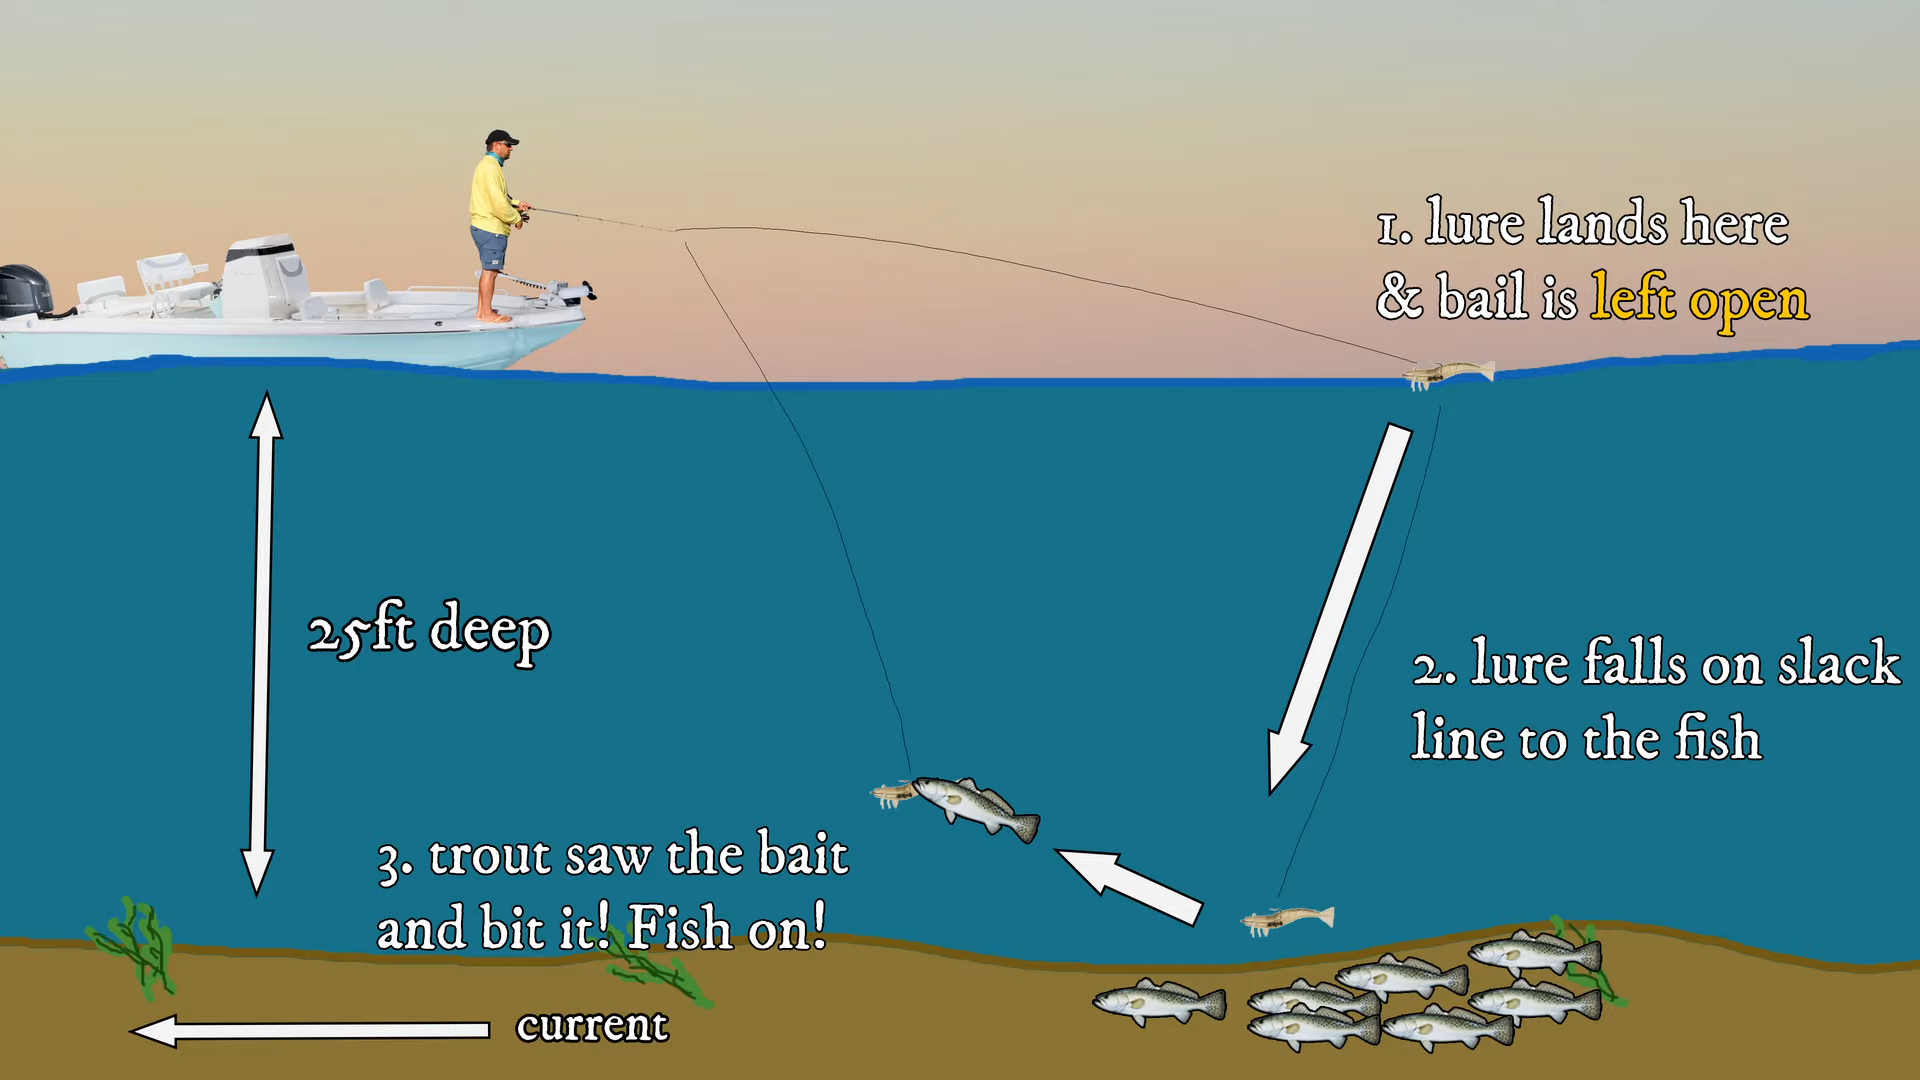 1. lure lands here
& bail is left open
25ft deep
2. lure falls on slack
line to the fish
3. trout saw the bait
and bit it! Fish on!
current